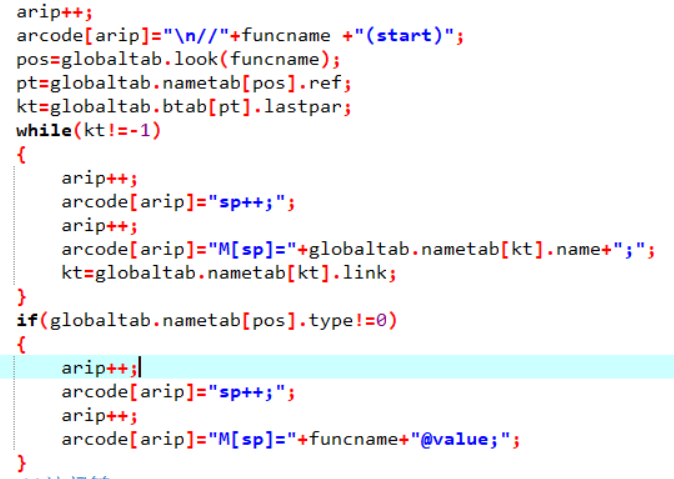 arip++;
arcode[arip]="\n//"+funcname +"(start)";
pos=globaltab.look(funcname);
pt=globaltab.nametab[pos].ref;
kt=globaltab.btab[pt].lastpar;
while(kt!=-1)
{
arip++;
arcode[arip]="sp++;";
arip++;
arcode[arip]="M[sp]="+globaltab.nametab[kt].name+";";
kt=globaltab.nametab[kt].link;
}
if(globaltab.nametab[pos].type!=0)
{
arip++;
arcode[arip]="sp++;";
arip++;
arcode[arip]="M[sp]="+funcname+"@value;";
}